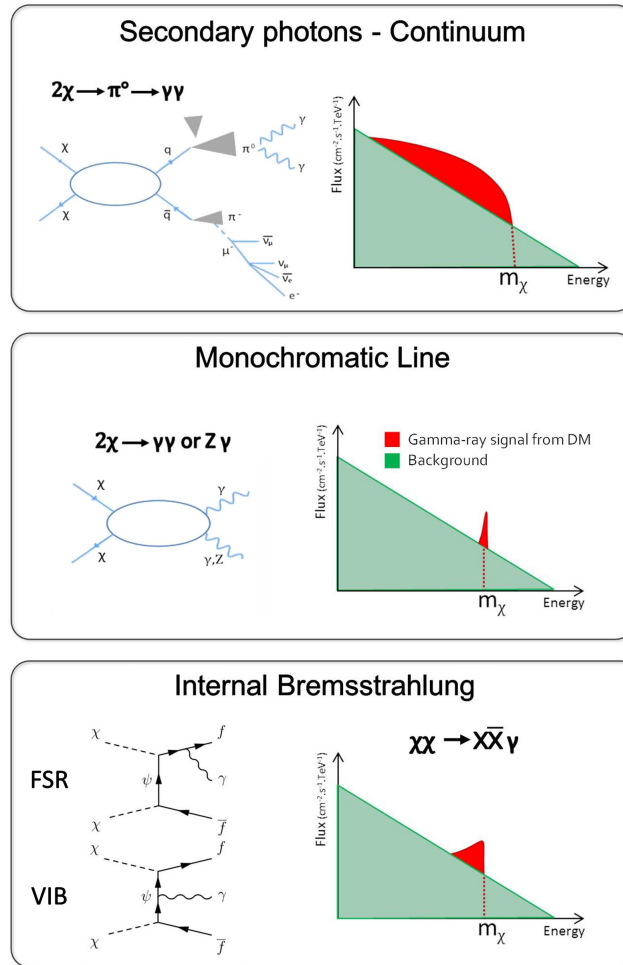 Secondary photons - Continuum
2χ→π°→γγ
χ
χ
q
q̅
π°
γ
γ
π⁻
μ⁻
ν̅μ
νμ
ν̅e
e⁻
Flux (cm⁻²,s⁻¹,TeV⁻¹)
mχ
Energy
Monochromatic Line
2χ→γγ or Z γ
χ
χ
γ
γ,Z
Gamma-ray signal from DM
Background
Flux (cm⁻²,s⁻¹,TeV⁻¹)
mχ
Energy
Internal Bremsstrahlung
FSR
χ
ψ
χ
f
γ
f̅
VIB
χ
ψ
χ
f
γ
f̅
χχ→XX̅γ
Flux (cm⁻²,s⁻¹,TeV⁻¹)
mχ
Energy